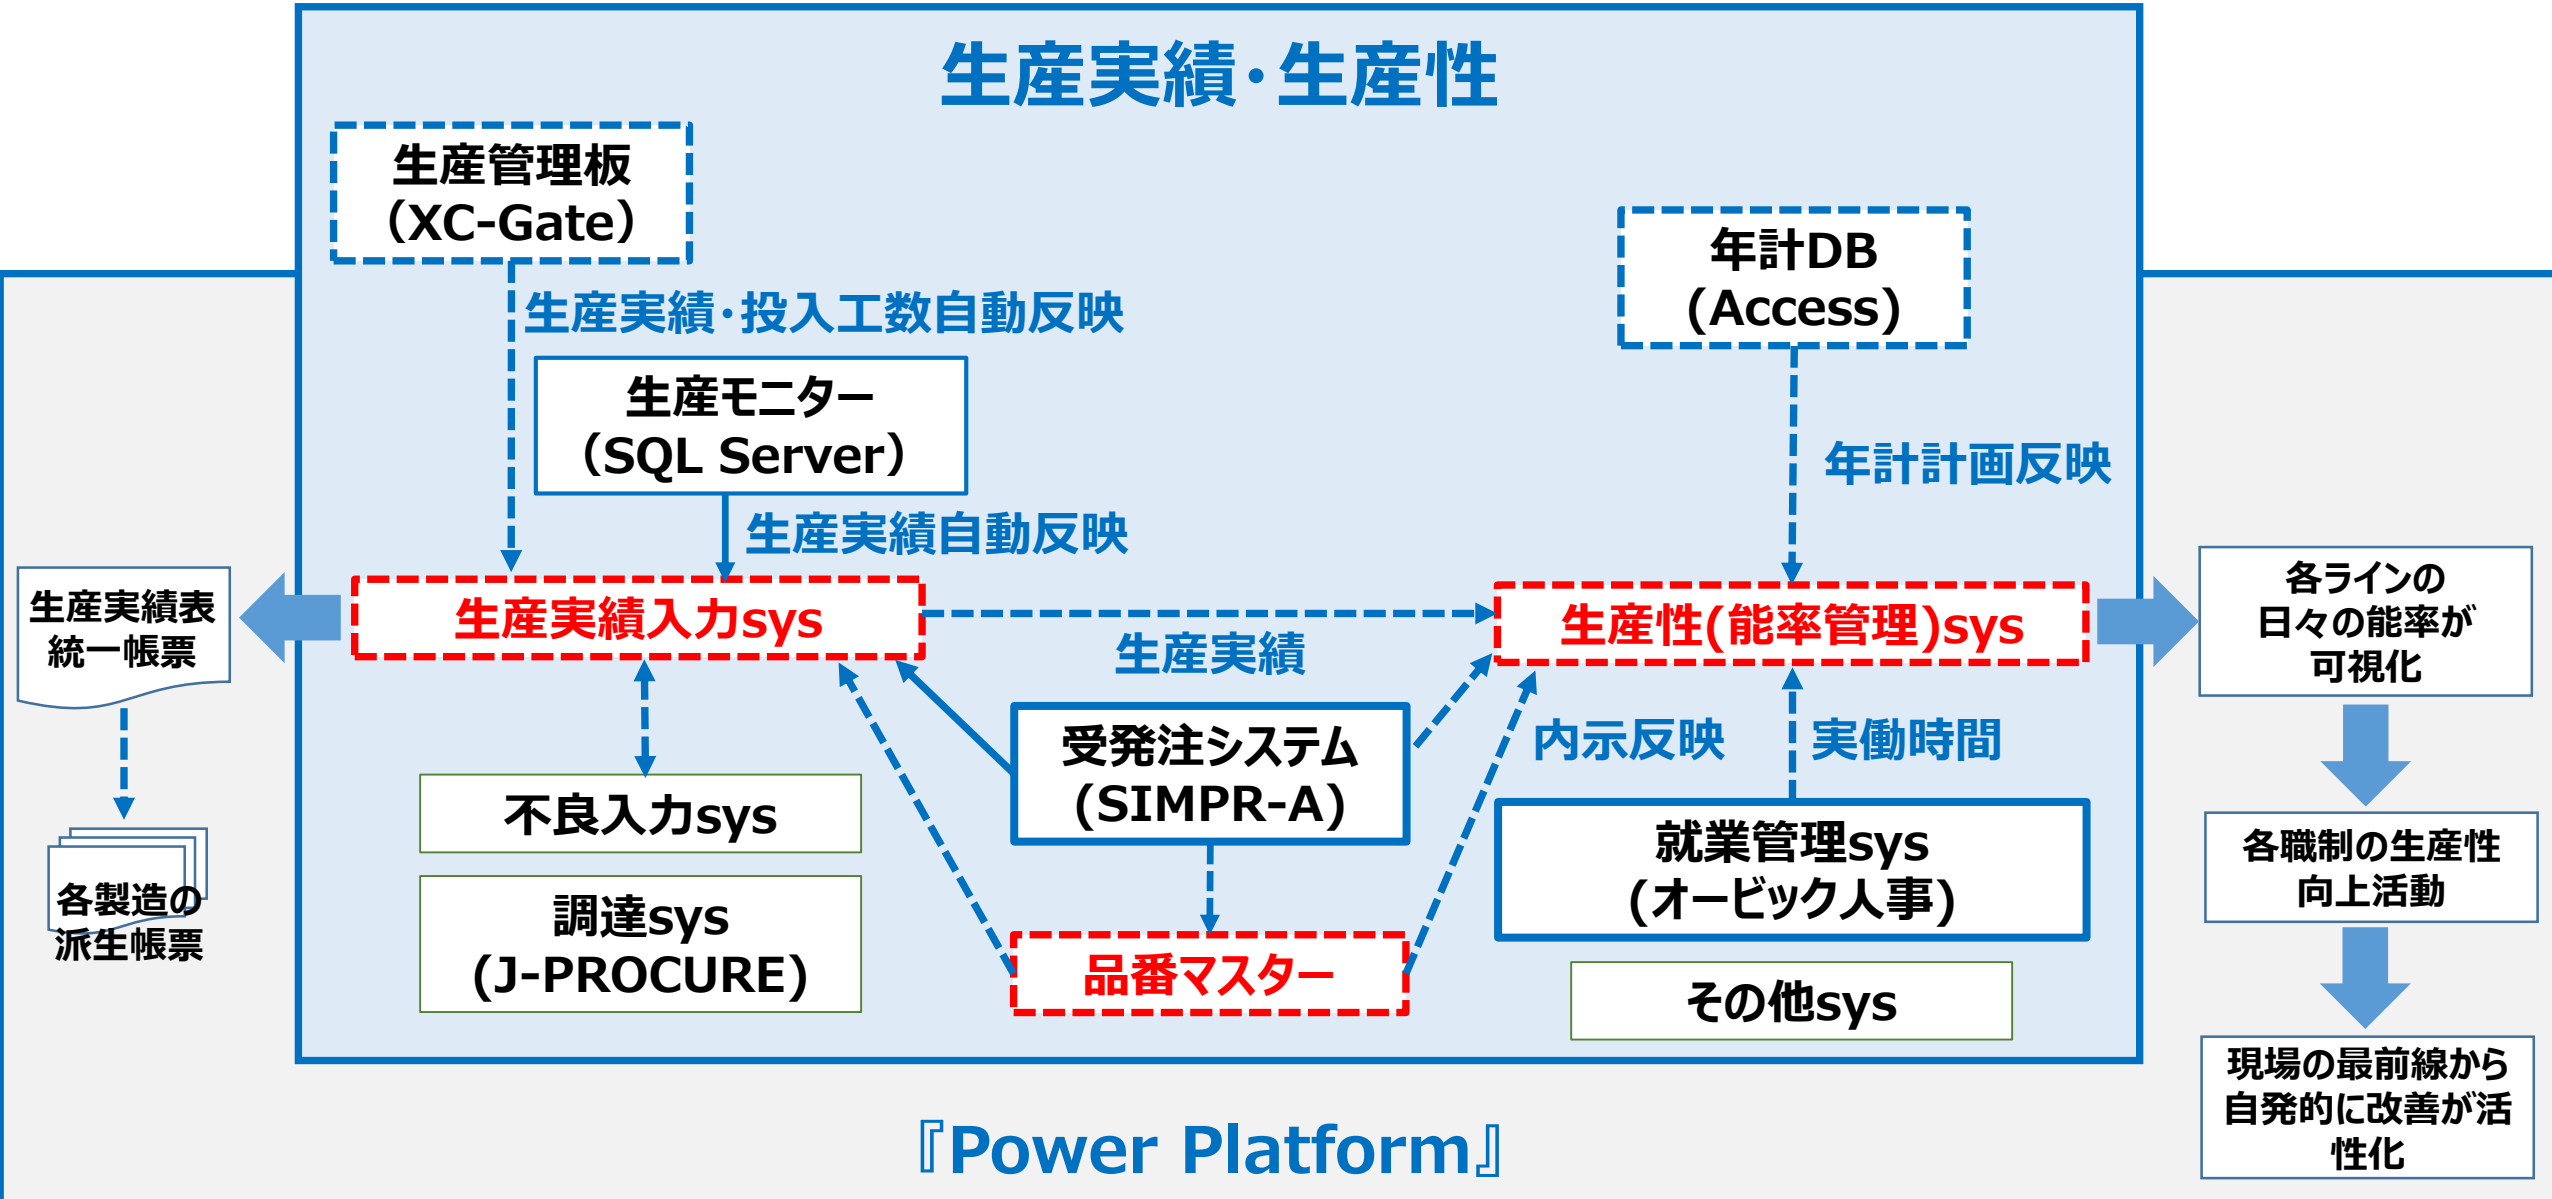 生産実績・生産性
生産管理板
（XC-Gate）
年計DB
(Access)
生産実績・投入工数自動反映
生産モニター
（SQL Server）
年計計画反映
生産実績自動反映
生産実績表
統一帳票
生産実績入力sys
生産実績
生産性(能率管理)sys
各ラインの
日々の能率が
可視化
受発注システム
(SIMPR-A)
内示反映
実働時間
不良入力sys
就業管理sys
(オービック人事)
各職制の生産性
向上活動
各製造の
派生帳票
調達sys
(J-PROCURE)
品番マスター
その他sys
現場の最前線から
自発的に改善が活
性化
『Power Platform』